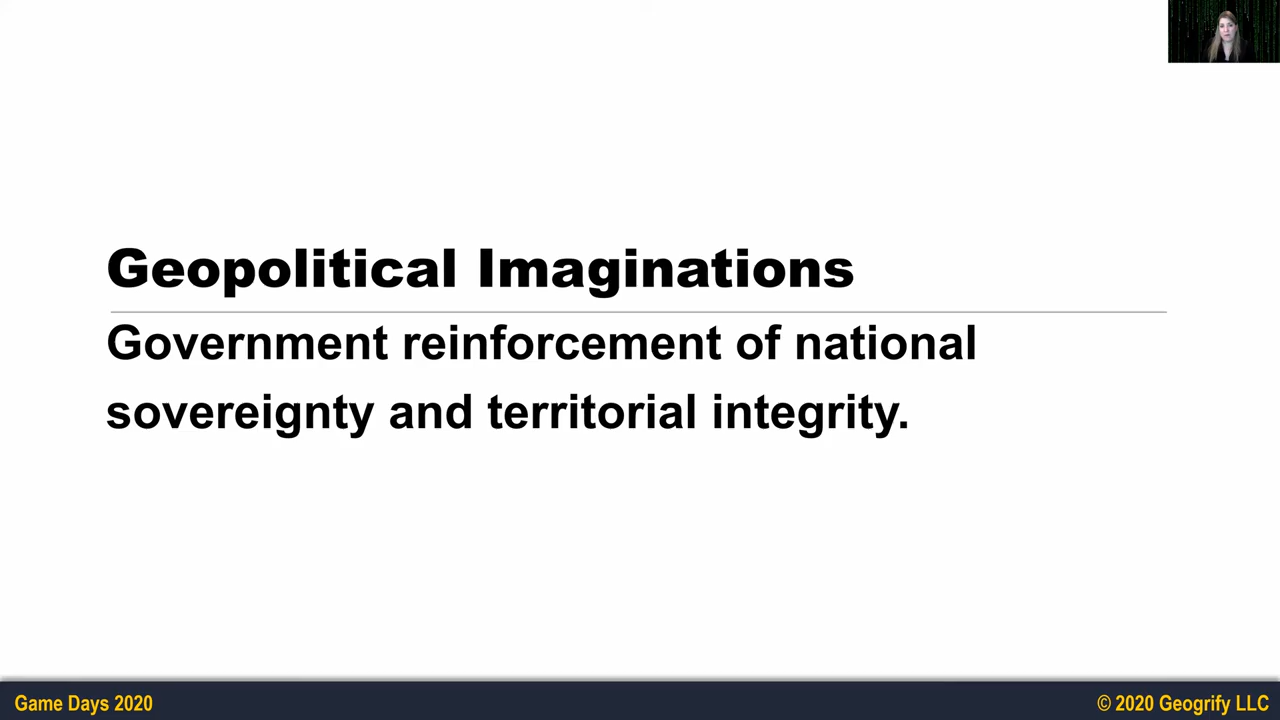 Geopolitical Imaginations
Government reinforcement of national
sovereignty and territorial integrity.
Game Days 2020
© 2020 Geogrify LLC